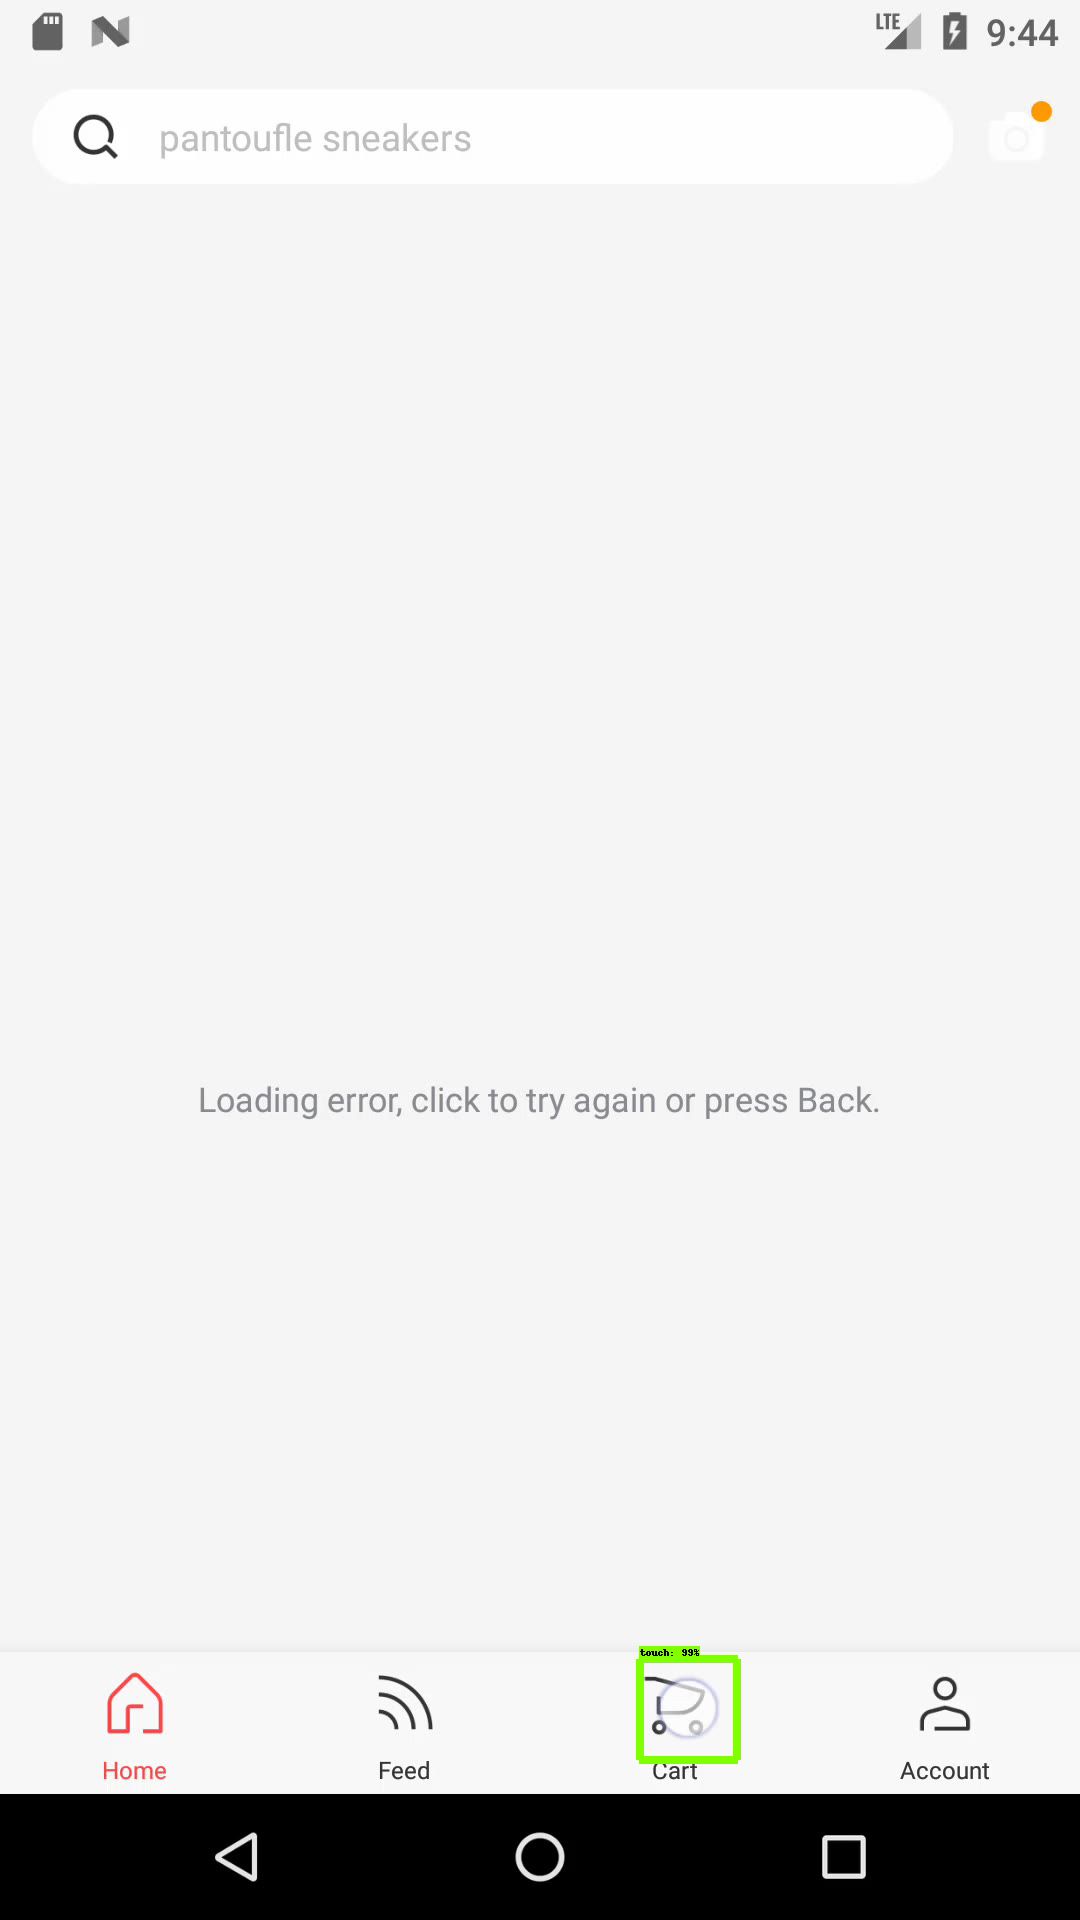 LTE 9:44
pantoufle sneakers
Loading error, click to try again or press Back.
touch: 99%
Home Feed Cart Account